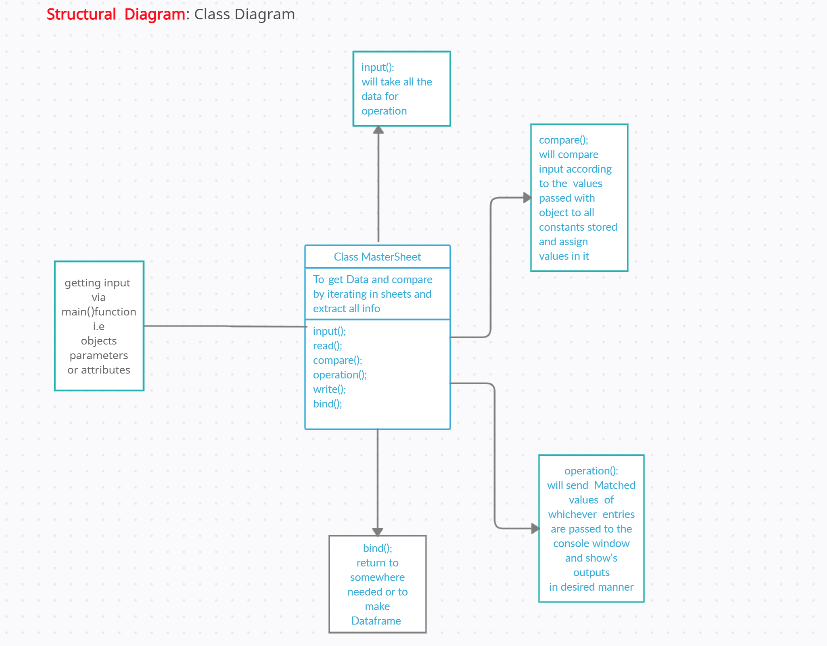 Structural Diagram: Class Diagram
input():
will take all the
data for
operation
compare();
will compare
input according
to the values
passed with
object to all
constants stored
and assign
values in it
Class MasterSheet
To get Data and compare
by iterating in sheets and
extract all info
input();
read();
compare():
operation();
write();
bind();
getting input
via
main()function
i.e
objects
parameters
or attributes
operation():
will send Matched
values of
whichever entries
are passed to the
console window
and show's
outputs
in desired manner
bind();
return to
somewhere
needed or to
make
Dataframe